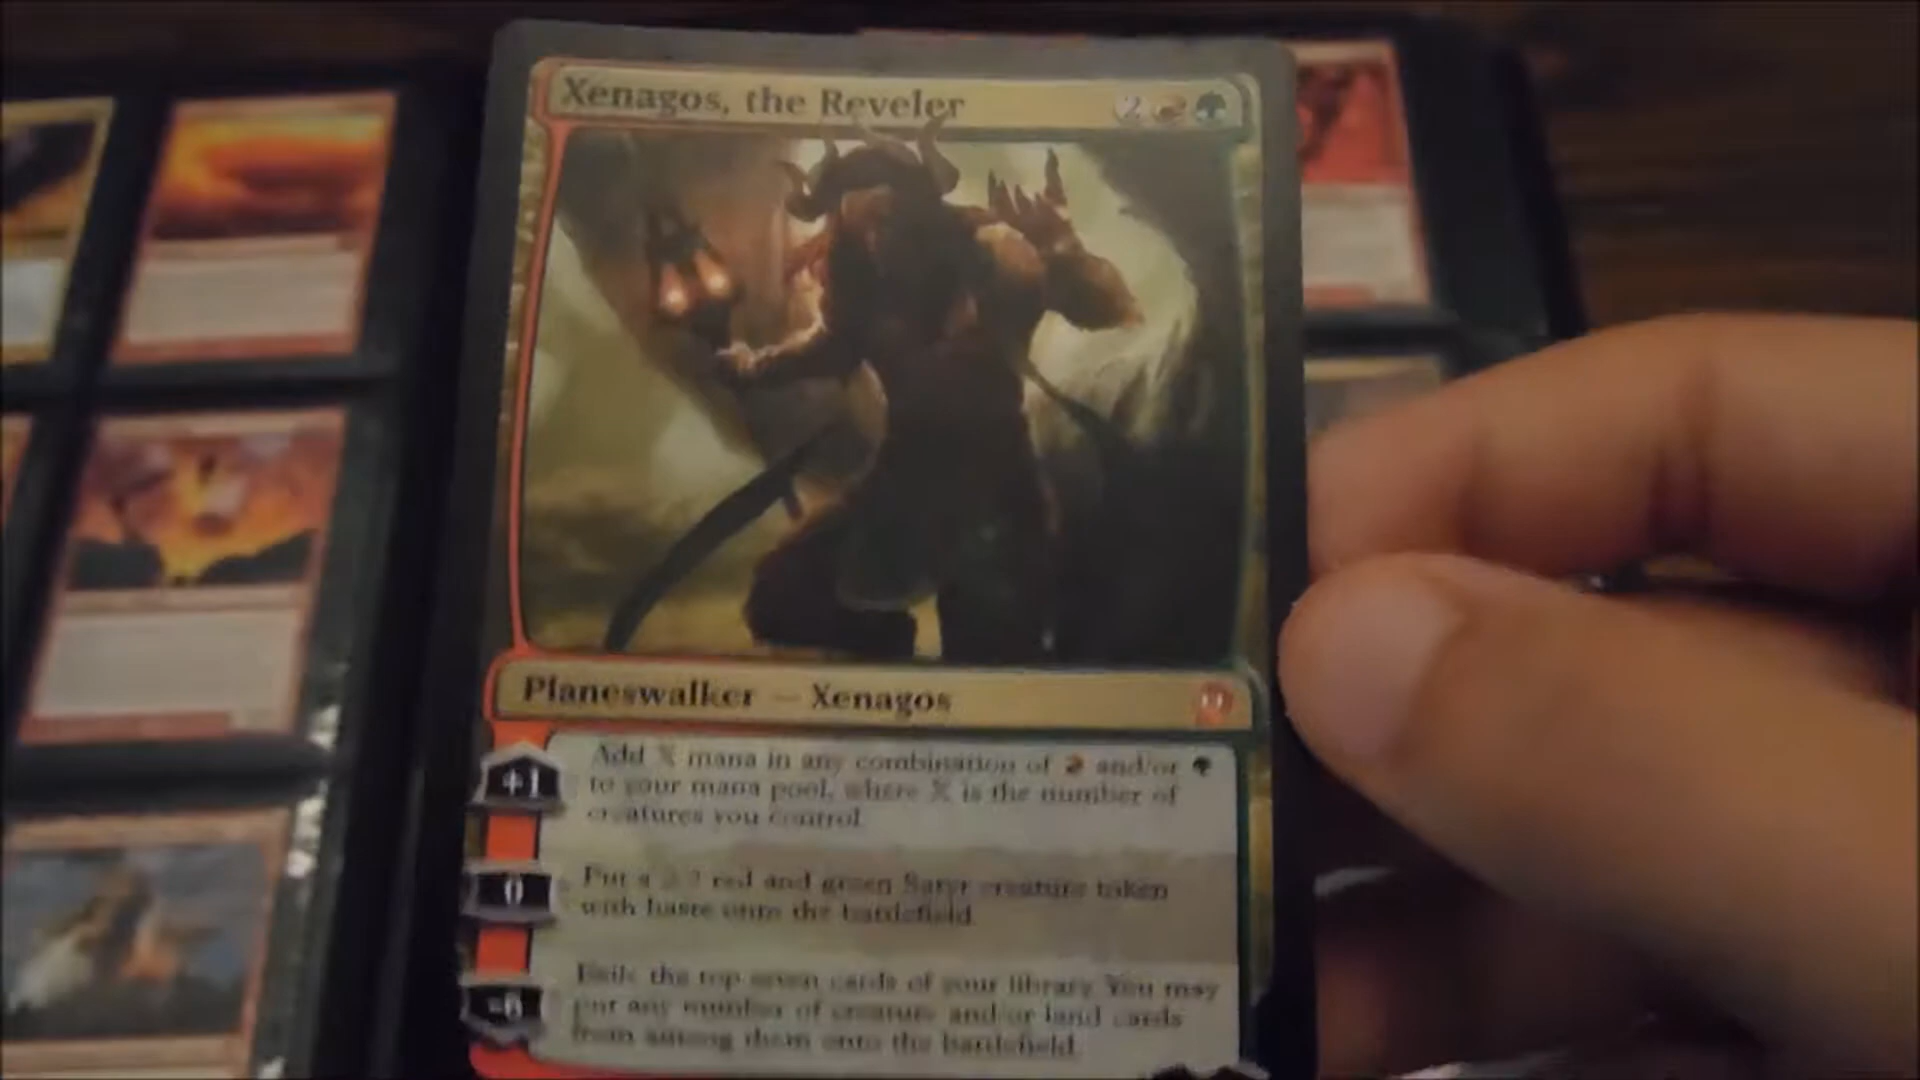 Xenagos, the Reveler 2
Planeswalker — Xenagos
+1
Add X mana in any combination of and/or
to your mana pool, where X is the number of
creatures you control.
0
Put a 2/2 red and green Satyr creature token
with haste onto the battlefield.
-6
Exile the top seven cards of your library. You may
put any number of creature and/or land cards
from among them onto the battlefield.